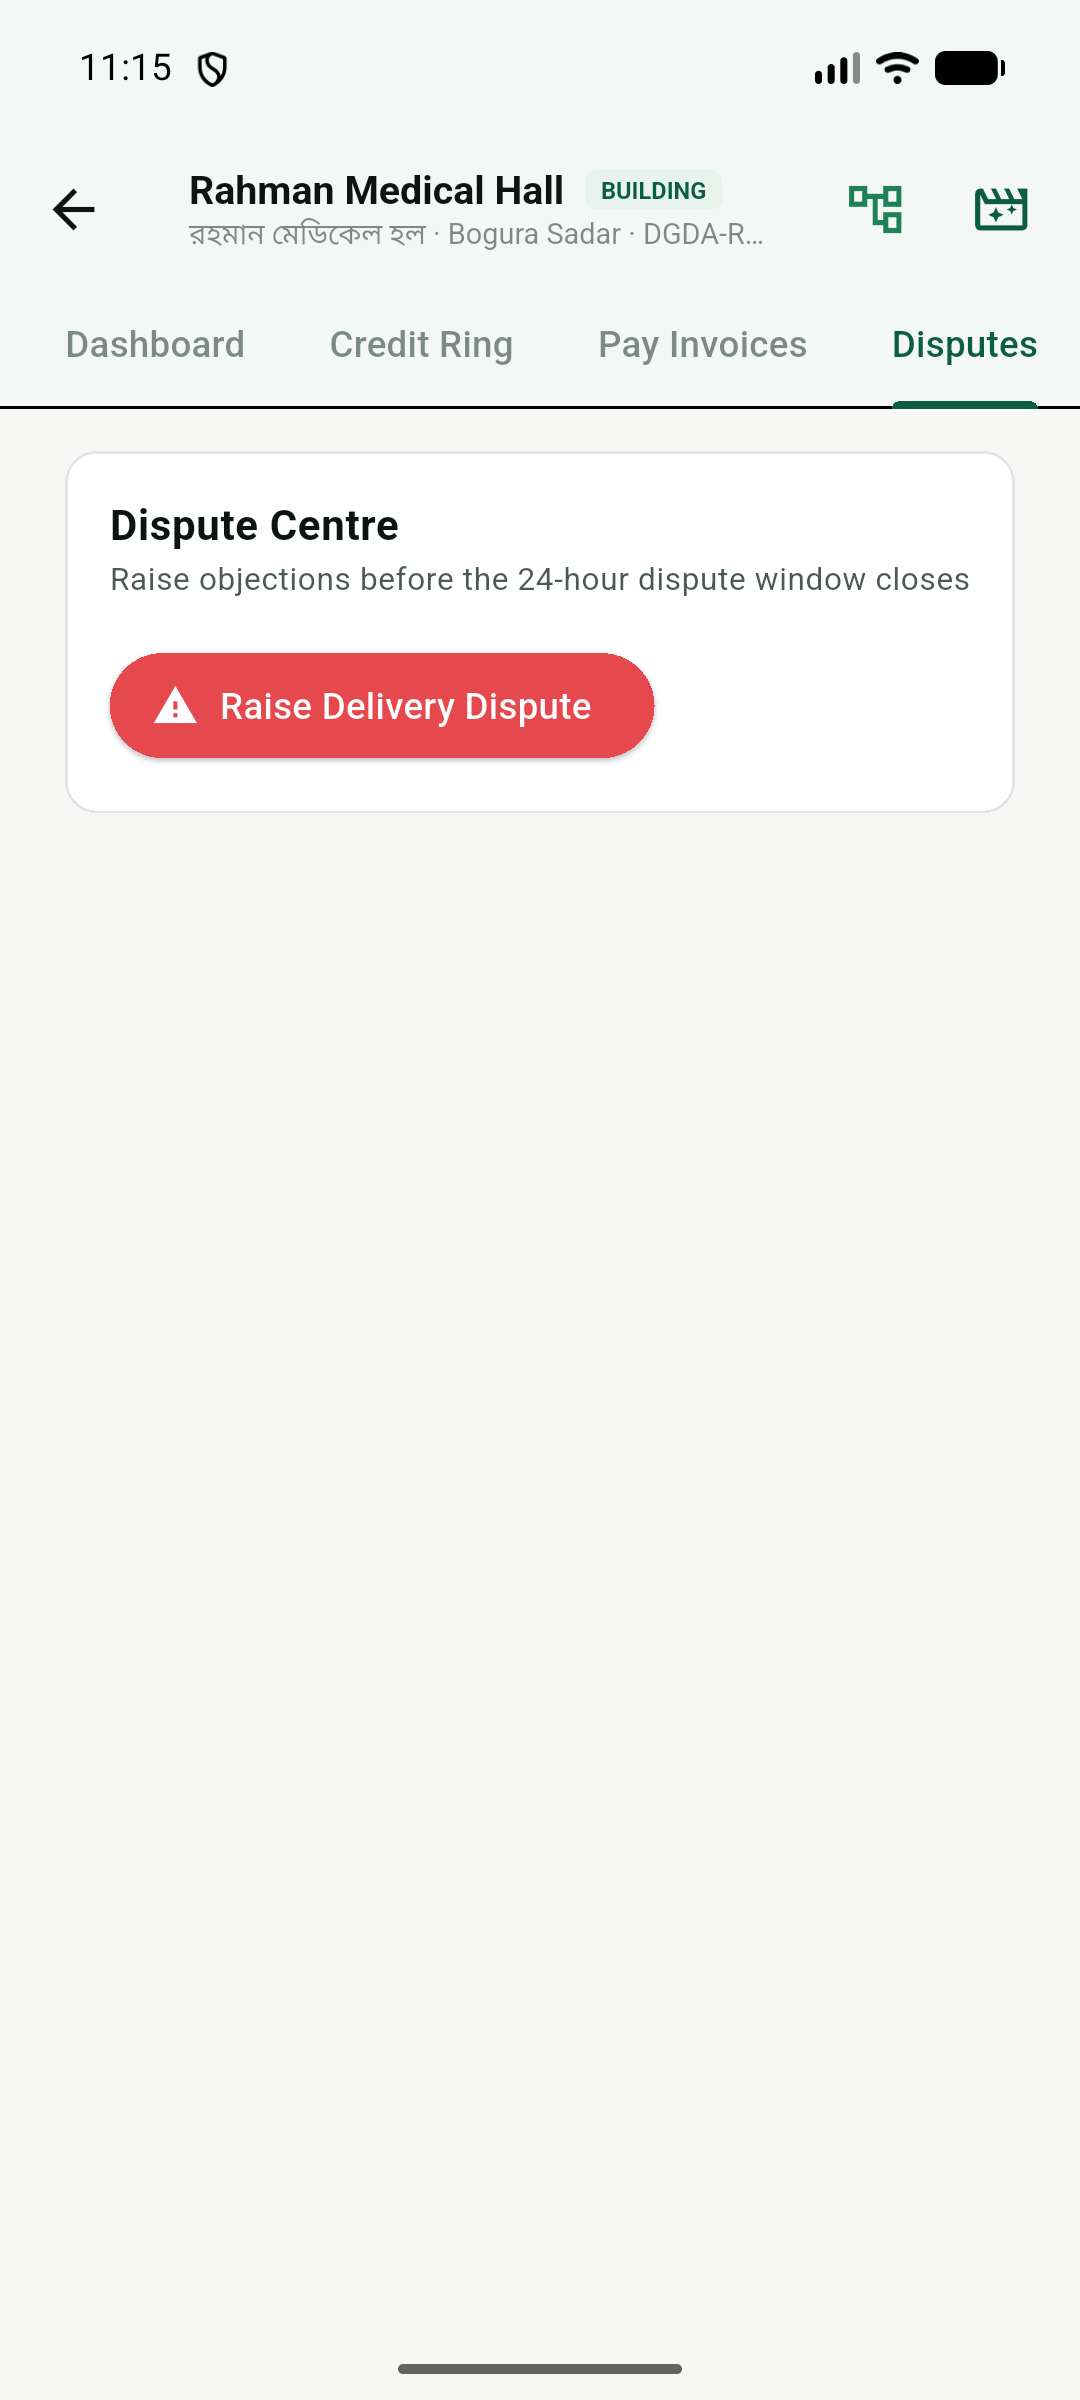 11:15
Rahman Medical Hall BUILDING
রহমান মেডিকেল হল · Bogura Sadar · DGDA-R...
Dashboard Credit Ring Pay Invoices Disputes
Dispute Centre
Raise objections before the 24-hour dispute window closes
Raise Delivery Dispute